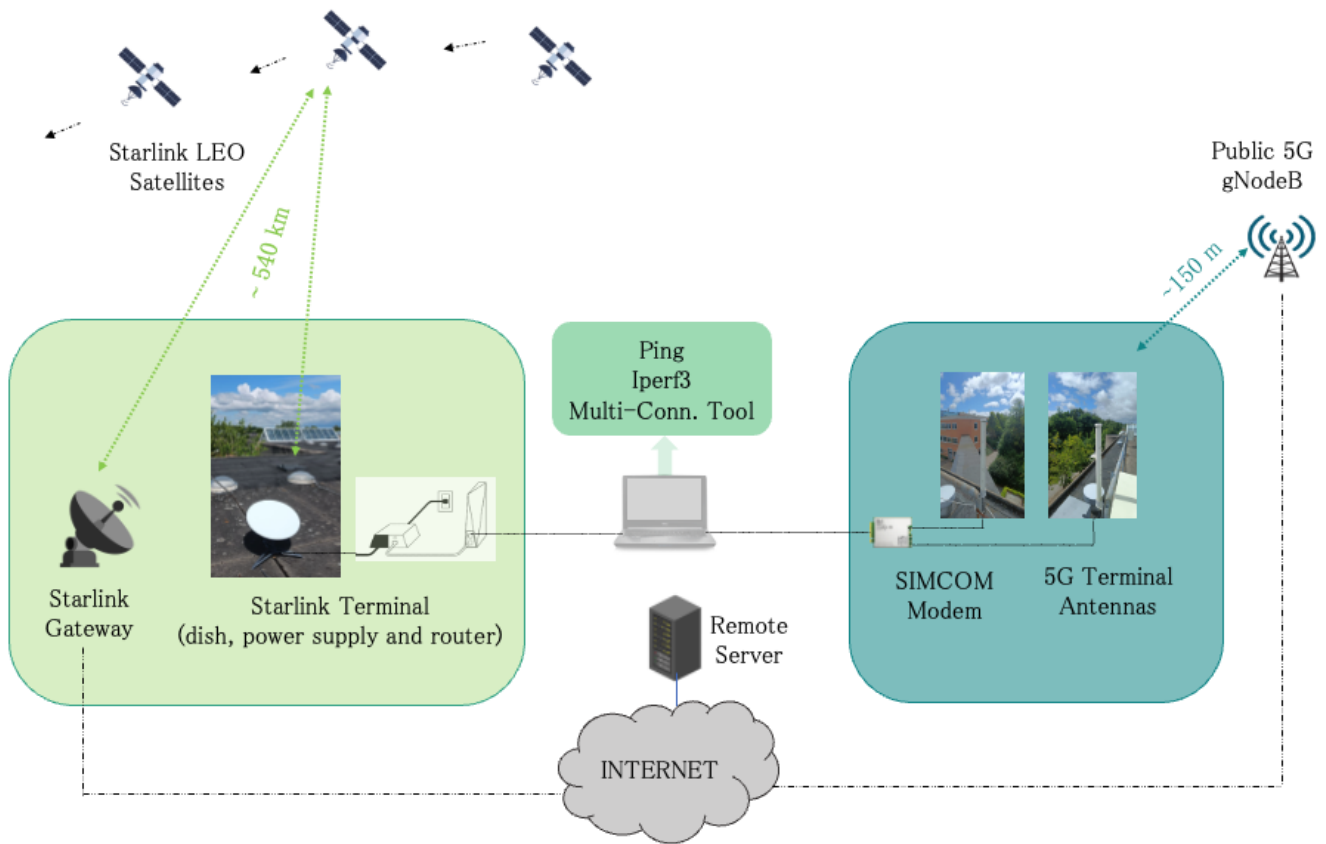 Starlink LEO
Satellites
Public 5G
gNodeB
~ 540 km
~150 m
Ping
Iperf3
Multi-Conn. Tool
Starlink
Gateway
Starlink Terminal
(dish, power supply and router)
SIMCOM
Modem
5G Terminal
Antennas
Remote
Server
INTERNET